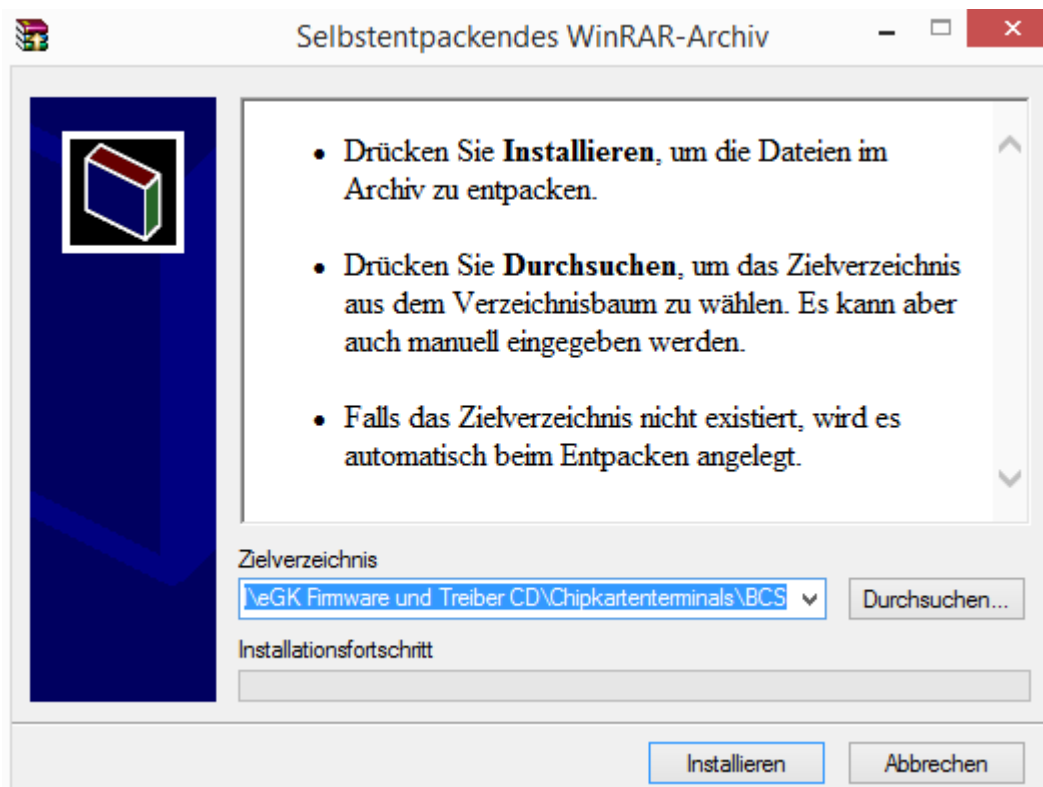 Selbstentpackendes WinRAR-Archiv
• Drücken Sie Installieren, um die Dateien im
Archiv zu entpacken.
• Drücken Sie Durchsuchen, um das Zielverzeichnis
aus dem Verzeichnisbaum zu wählen. Es kann aber
auch manuell eingegeben werden.
• Falls das Zielverzeichnis nicht existiert, wird es
automatisch beim Entpacken angelegt.
Zielverzeichnis
\eGK Firmware und Treiber CD\Chipkartenterminals\BCS
Durchsuchen...
Installationsfortschritt
Installieren
Abbrechen